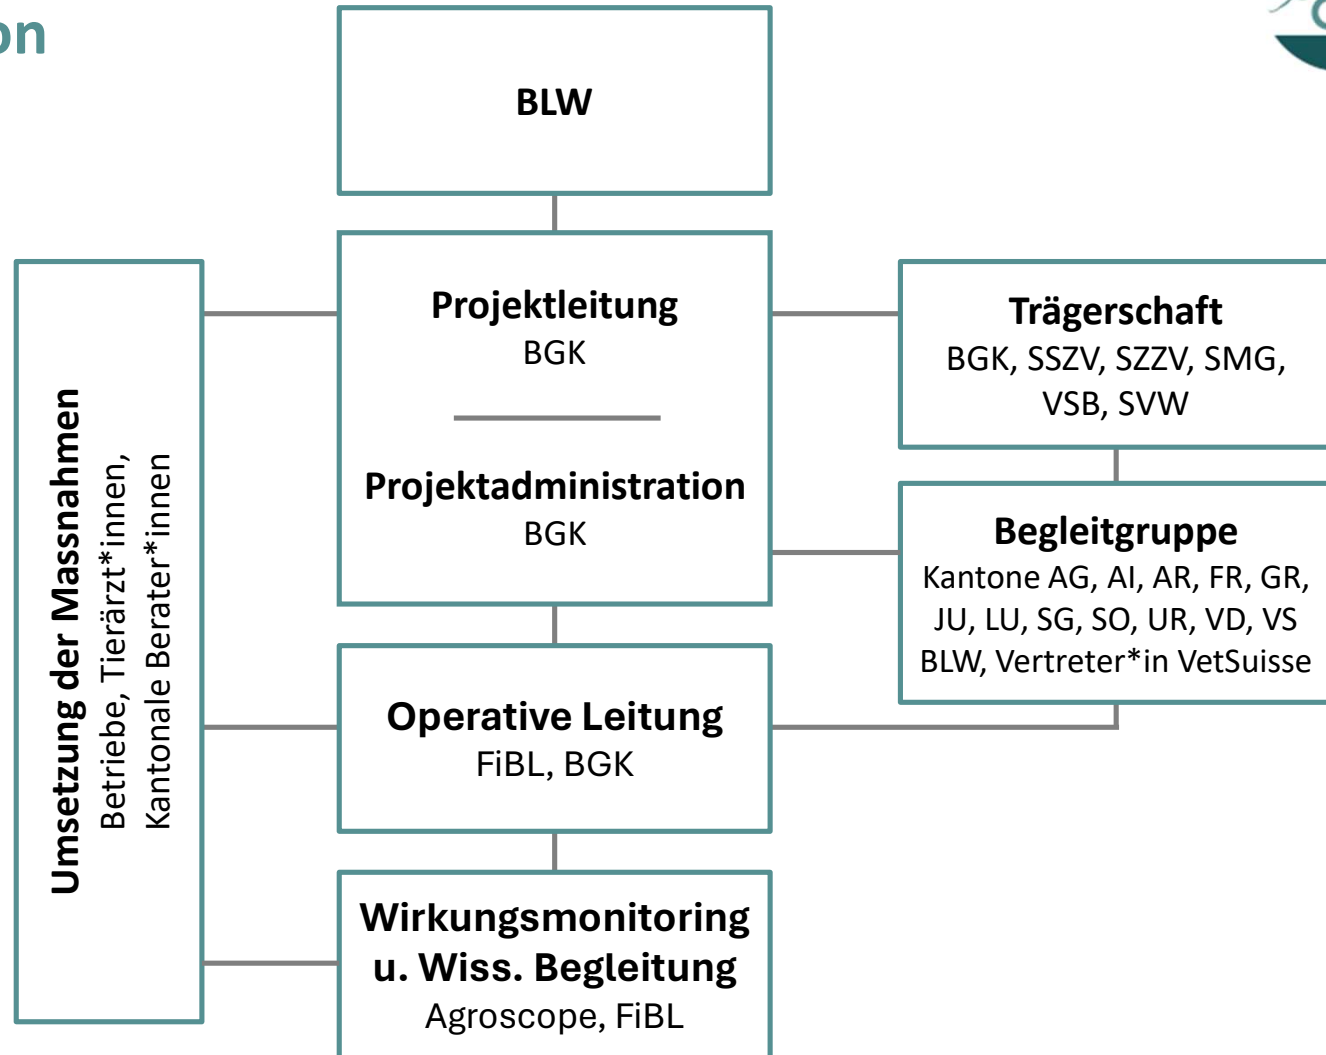 on
BLW
Projektleitung
BGK
Projektadministration
BGK
Trägerschaft
BGK, SSZV, SZZV, SMG,
VSB, SVW
Begleitgruppe
Kantone AG, AI, AR, FR, GR,
JU, LU, SG, SO, UR, VD, VS
BLW, Vertreter*in VetSuisse
Umsetzung der Massnahmen
Betriebe, Tierärzt*innen,
Kantonale Berater*innen
Operative Leitung
FiBL, BGK
Wirkungsmonitoring
u. Wiss. Begleitung
Agroscope, FiBL